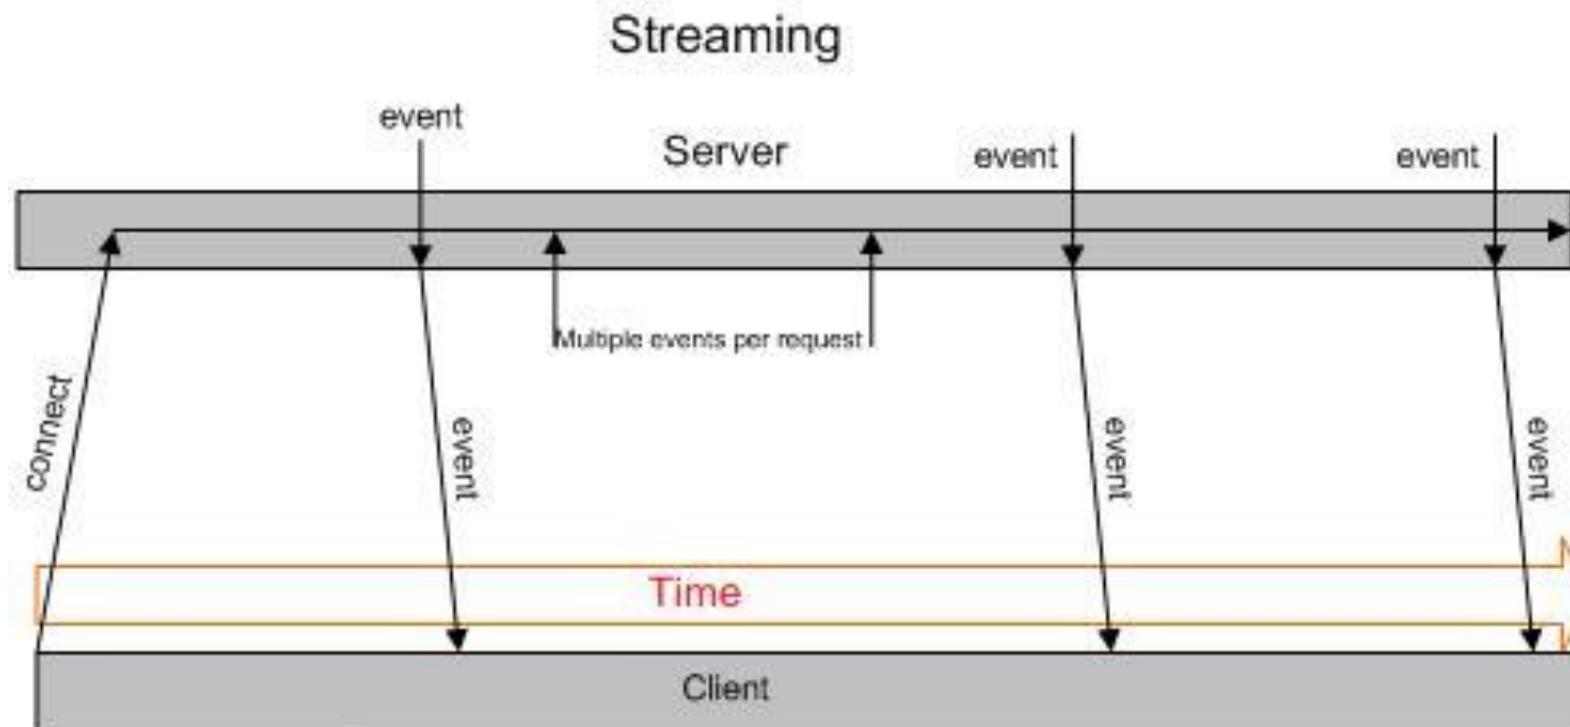 Streaming
event
Server
event
event
Multiple events per request
connect
event
event
event
Time
Client